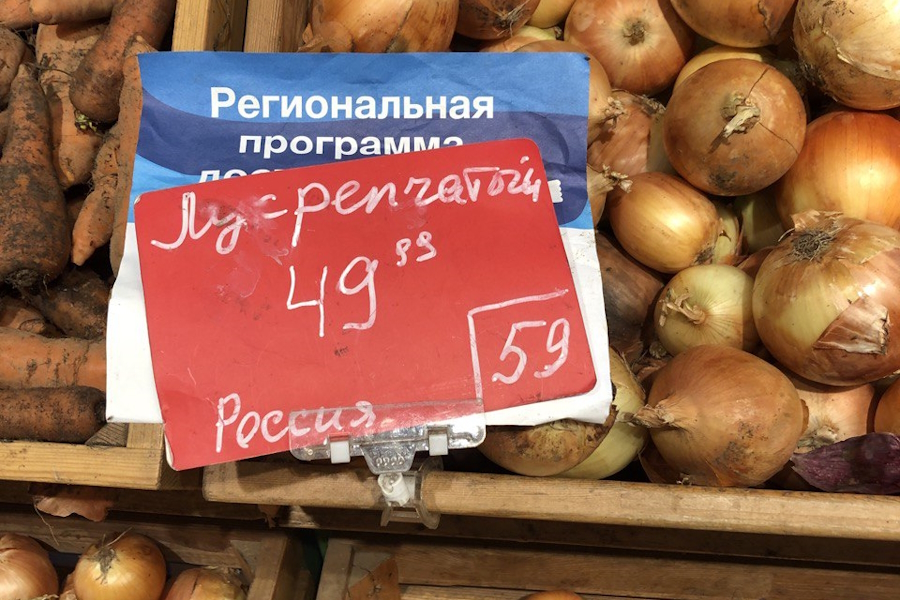 Региональная
программа
Лук репчатый
49 99
59
Россия